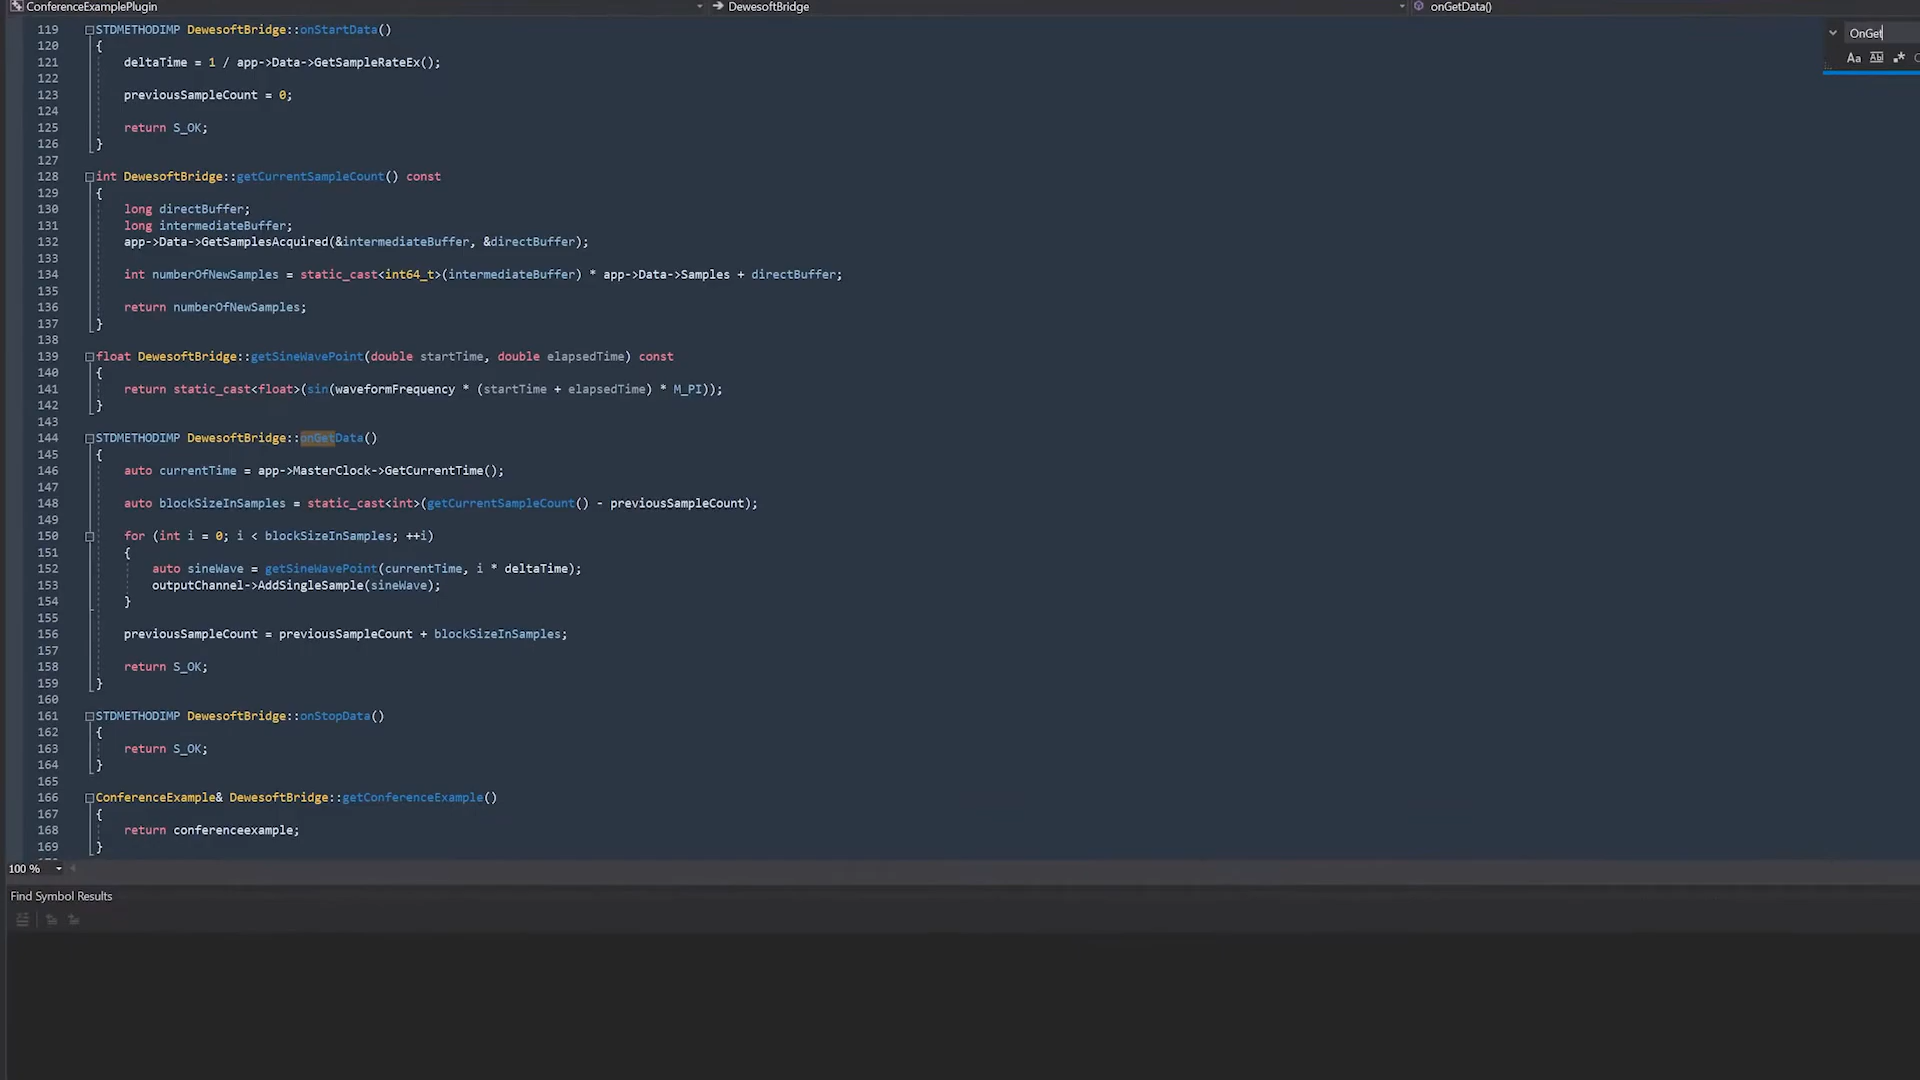 ConferenceExamplePlugin
DewesoftBridge
onGetData()
OnGet
Aa
Ab
119 STDMETHODIMP DewesoftBridge::onStartData()
120 {
121 deltaTime = 1 / app->Data->GetSampleRateEx();
122
123 previousSampleCount = 0;
124
125 return S_OK;
126 }
127
128 int DewesoftBridge::getCurrentSampleCount() const
129 {
130 long directBuffer;
131 long intermediateBuffer;
132 app->Data->GetSamplesAcquired(&intermediateBuffer, &directBuffer);
133
134 int numberOfNewSamples = static_cast<int64_t>(intermediateBuffer) * app->Data->Samples + directBuffer;
135
136 return numberOfNewSamples;
137 }
138
139 float DewesoftBridge::getSineWavePoint(double startTime, double elapsedTime) const
140 {
141 return static_cast<float>(sin(waveformFrequency * (startTime + elapsedTime) * M_PI));
142 }
143
144 STDMETHODIMP DewesoftBridge::onGetData()
145 {
146 auto currentTime = app->MasterClock->GetCurrentTime();
147
148 auto blockSizeInSamples = static_cast<int>(getCurrentSampleCount() - previousSampleCount);
149
150 for (int i = 0; i < blockSizeInSamples; ++i)
151 {
152 auto sineWave = getSineWavePoint(currentTime, i * deltaTime);
153 outputChannel->AddSingleSample(sineWave);
154 }
155
156 previousSampleCount = previousSampleCount + blockSizeInSamples;
157
158 return S_OK;
159 }
160
161 STDMETHODIMP DewesoftBridge::onStopData()
162 {
163 return S_OK;
164 }
165
166 ConferenceExample& DewesoftBridge::getConferenceExample()
167 {
168 return conferenceexample;
169 }
100 %
Find Symbol Results